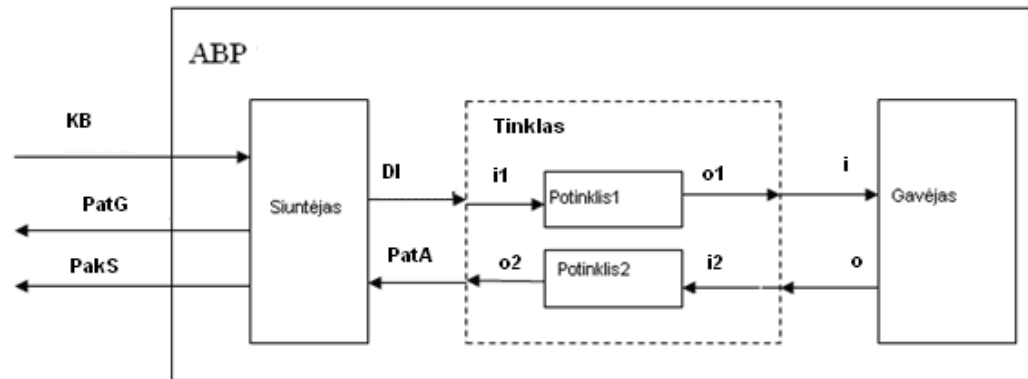 ABP
KB
Tinklas
DI
i1
o1
i
Potinklis1
Siuntėjas
Gavėjas
PatG
PatA
o2
Potinklis2
i2
o
PakS